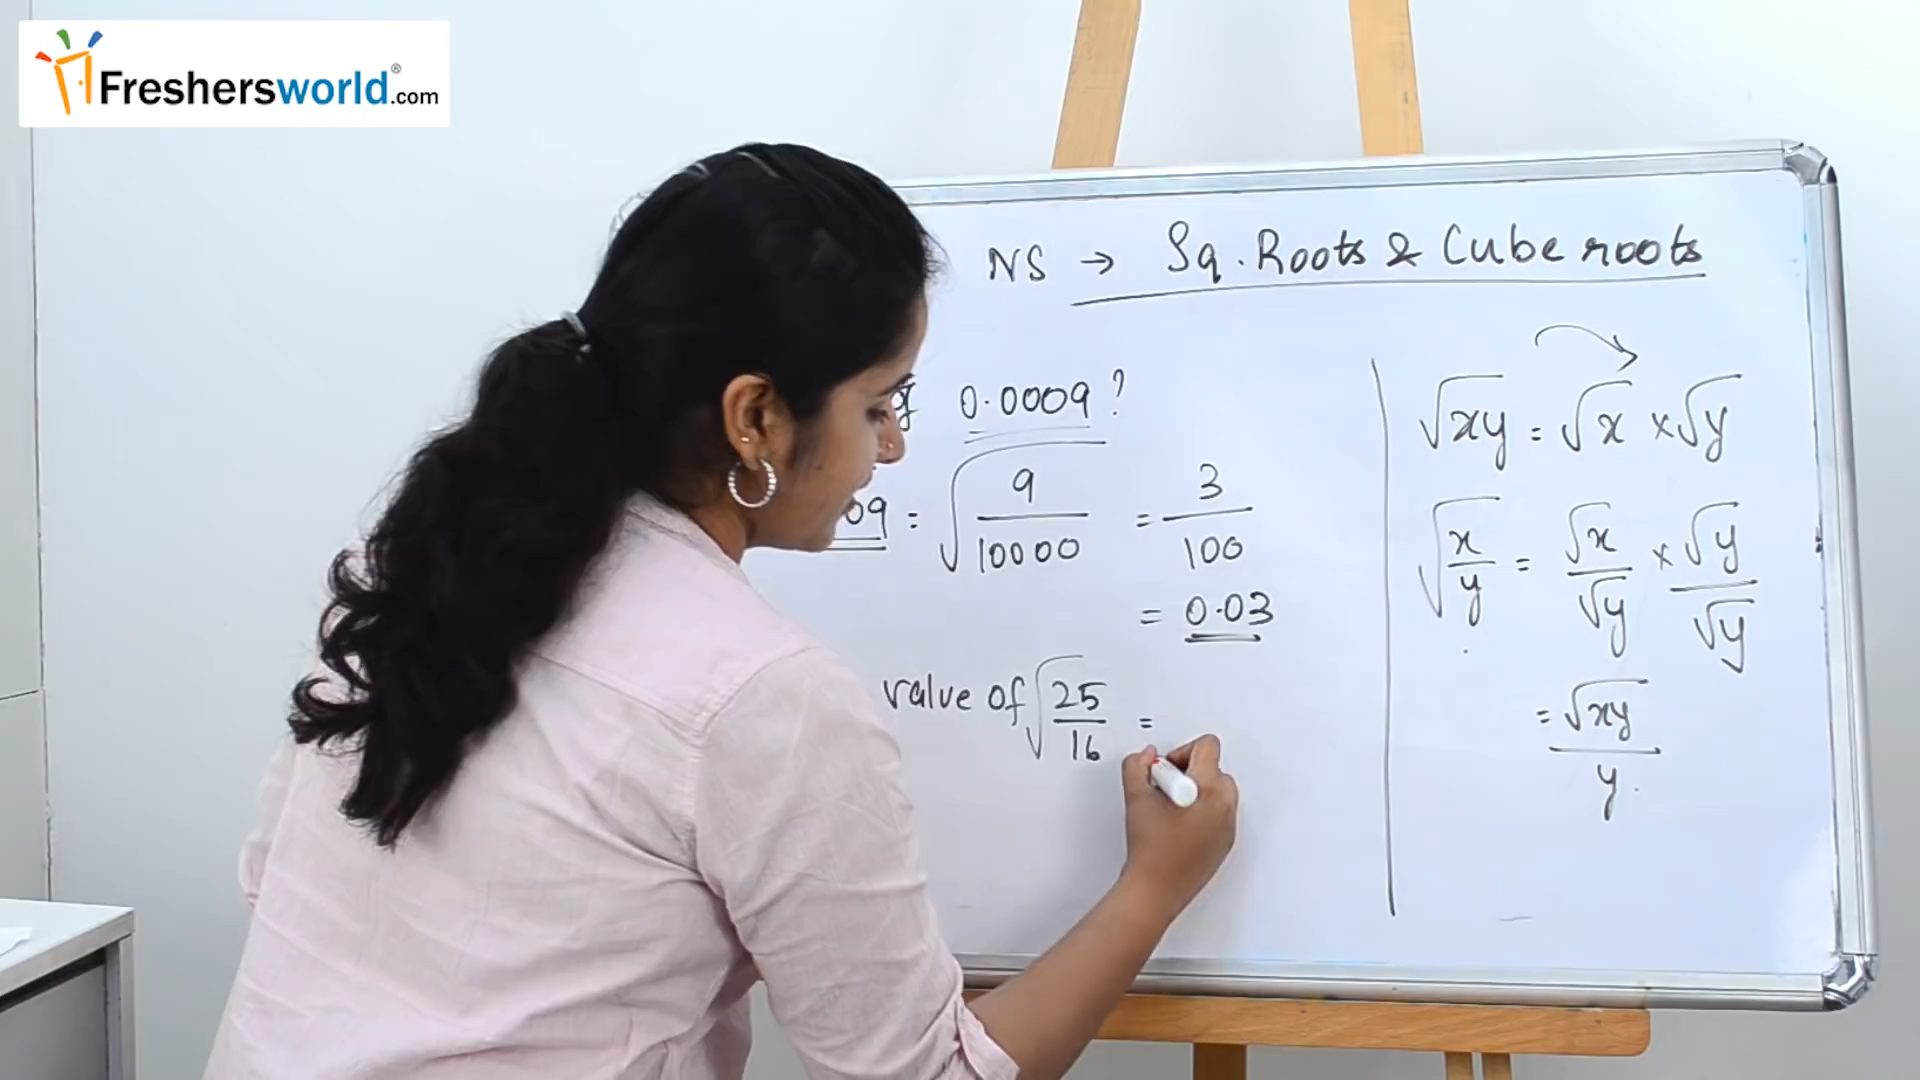 Freshersworld.com
NS → Sq. Roots & Cube roots
0.0009 ?
09 = √9/10000 = 3/100
= 0.03
value of √25/16 =
√xy = √x × √y
√x/y = √x/√y × √y/√y
= √xy/y